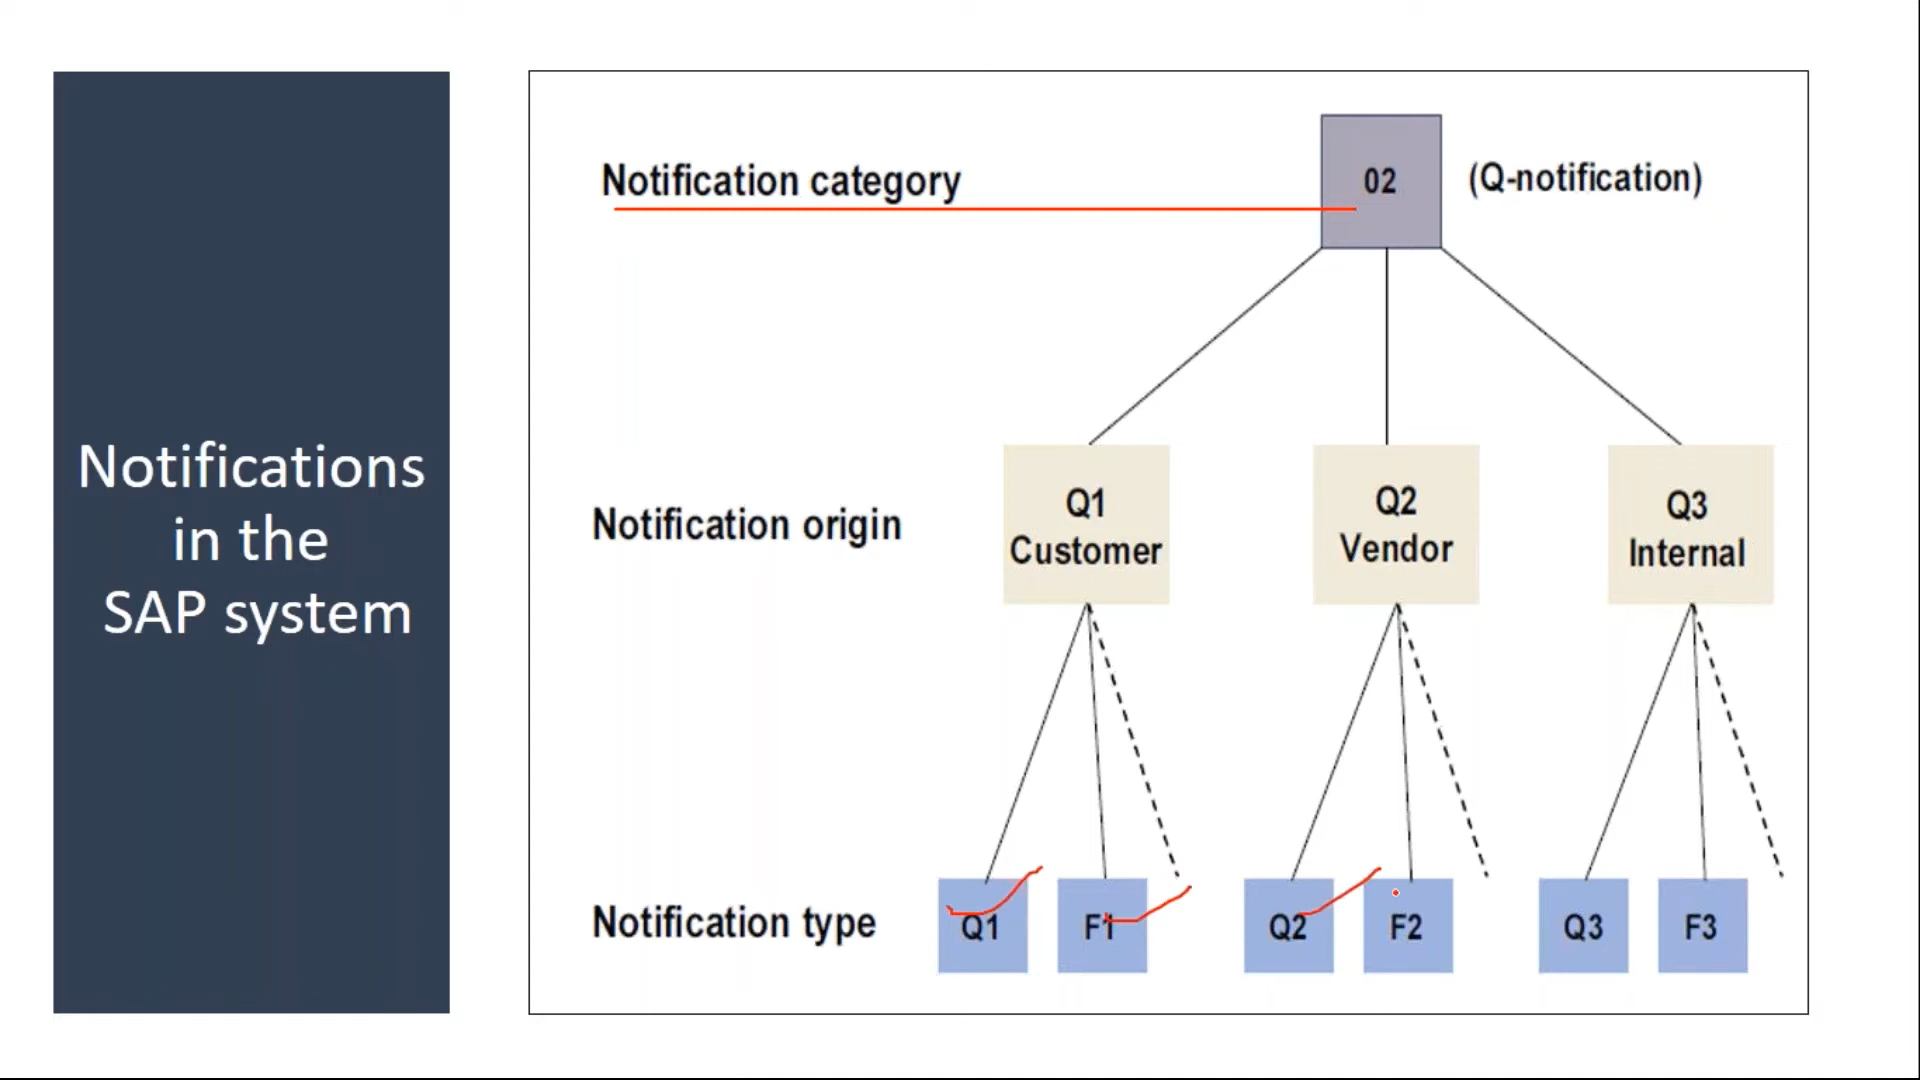 Notifications
in the
SAP system
Notification category
02
(Q-notification)
Notification origin
Q1
Customer
Q2
Vendor
Q3
Internal
Notification type
Q1
F1
Q2
F2
Q3
F3